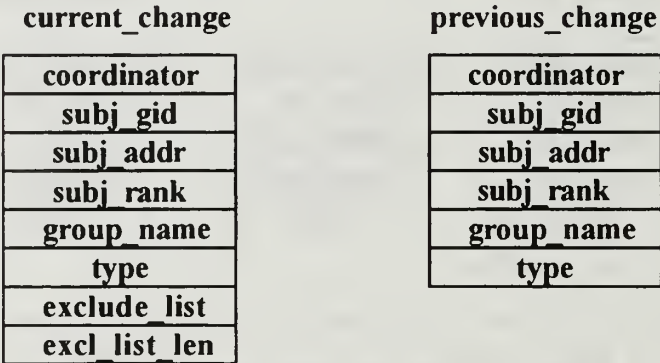 current_change
coordinator
subj_gid
subj_addr
subj_rank
group_name
type
exclude_list
excl_list_len
previous_change
coordinator
subj_gid
subj_addr
subj_rank
group_name
type